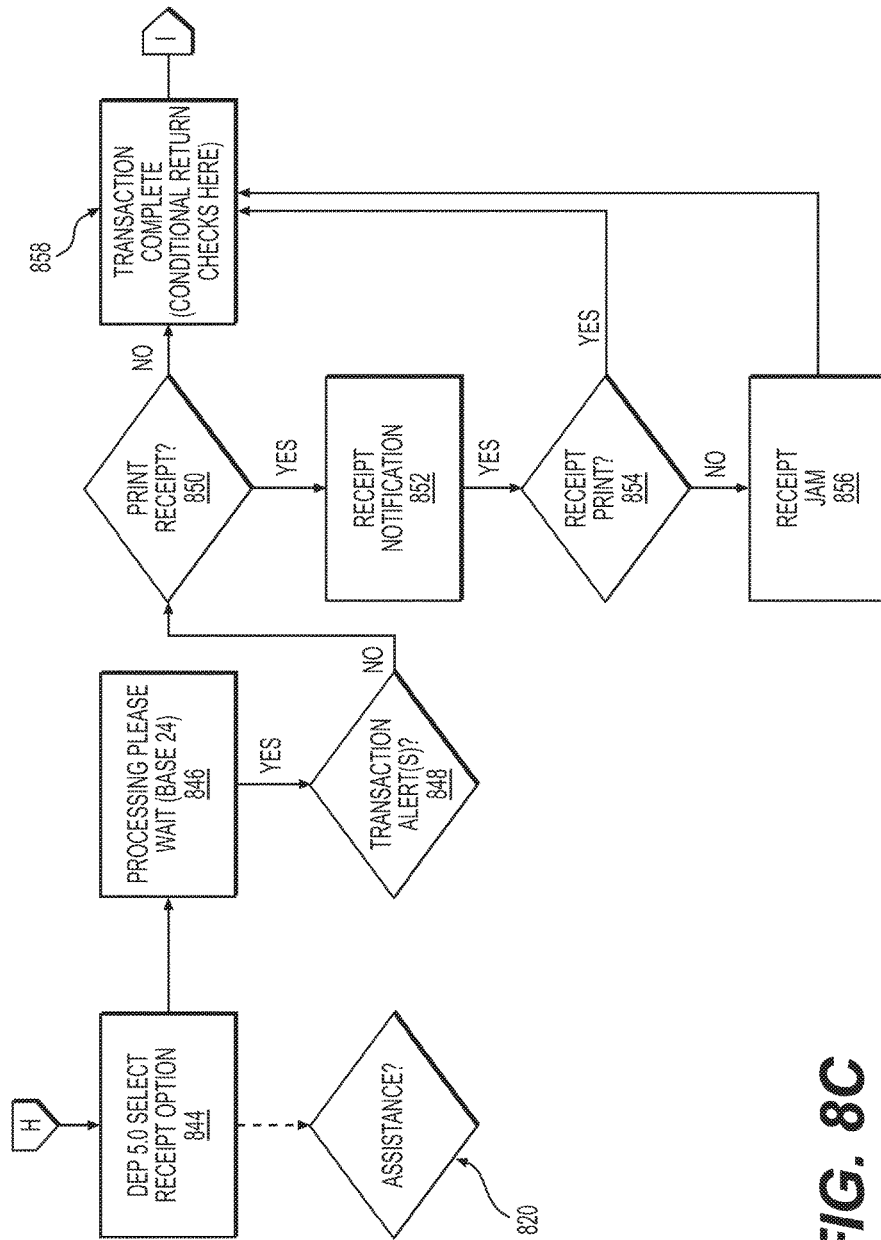 H
DEP 5.0 SELECT
RECEIPT OPTION
844
ASSISTANCE?
820
PROCESSING PLEASE
WAIT (BASE 24)
846
YES
TRANSACTION
ALERT(S)?
848
NO
PRINT
RECEIPT?
850
NO
YES
RECEIPT
NOTIFICATION
852
YES
RECEIPT
PRINT?
854
YES
NO
RECEIPT
JAM
856
858
TRANSACTION
COMPLETE
(CONDITIONAL RETURN
CHECKS HERE)
I
FIG. 8C